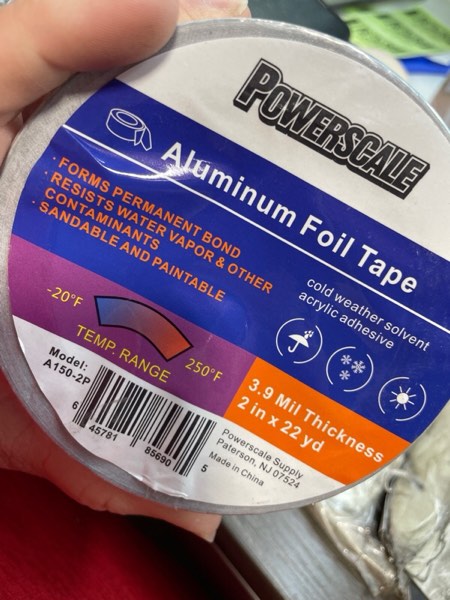 POWERSCALE
Aluminum Foil Tape
· FORMS PERMANENT BOND
· RESISTS WATER VAPOR & OTHER
CONTAMINANTS
· SANDABLE AND PAINTABLE
cold weather solvent
acrylic adhesive
-20°F
250°F
TEMP. RANGE
3.9 Mil Thickness
2 in x 22 yd
Model:
A150-2P
6 45781 85690 5
Powerscale Supply
Paterson, NJ 07524
Made in China